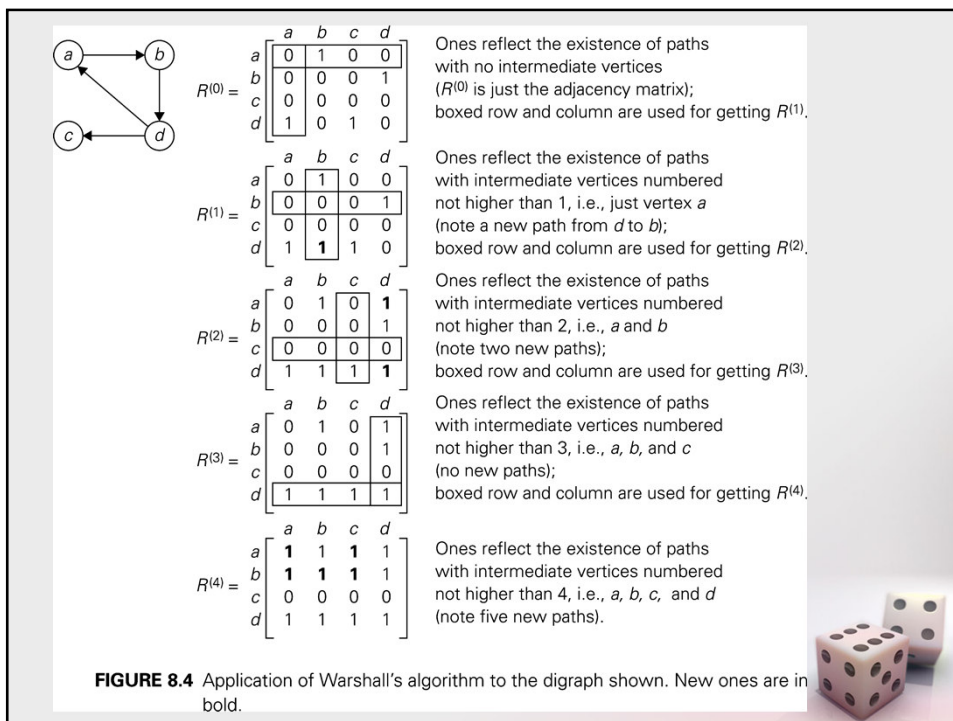 a b
c d
a b c d
a 0 1 0 0
b 0 0 0 1
R(0) =
c 0 0 0 0
d 1 0 1 0
Ones reflect the existence of paths
with no intermediate vertices
(R(0) is just the adjacency matrix);
boxed row and column are used for getting R(1).
a b c d
a 0 1 0 0
b 0 0 0 1
R(1) =
c 0 0 0 0
d 1 1 1 0
Ones reflect the existence of paths
with intermediate vertices numbered
not higher than 1, i.e., just vertex a
(note a new path from d to b);
boxed row and column are used for getting R(2).
a b c d
a 0 1 0 1
b 0 0 0 1
R(2) =
c 0 0 0 0
d 1 1 1 1
Ones reflect the existence of paths
with intermediate vertices numbered
not higher than 2, i.e., a and b
(note two new paths);
boxed row and column are used for getting R(3).
a b c d
a 0 1 0 1
b 0 0 0 1
R(3) =
c 0 0 0 0
d 1 1 1 1
Ones reflect the existence of paths
with intermediate vertices numbered
not higher than 3, i.e., a, b, and c
(no new paths);
boxed row and column are used for getting R(4).
a b c d
a 1 1 1 1
b 1 1 1 1
R(4) =
c 0 0 0 0
d 1 1 1 1
Ones reflect the existence of paths
with intermediate vertices numbered
not higher than 4, i.e., a, b, c, and d
(note five new paths).
FIGURE 8.4 Application of Warshall's algorithm to the digraph shown. New ones are in
bold.